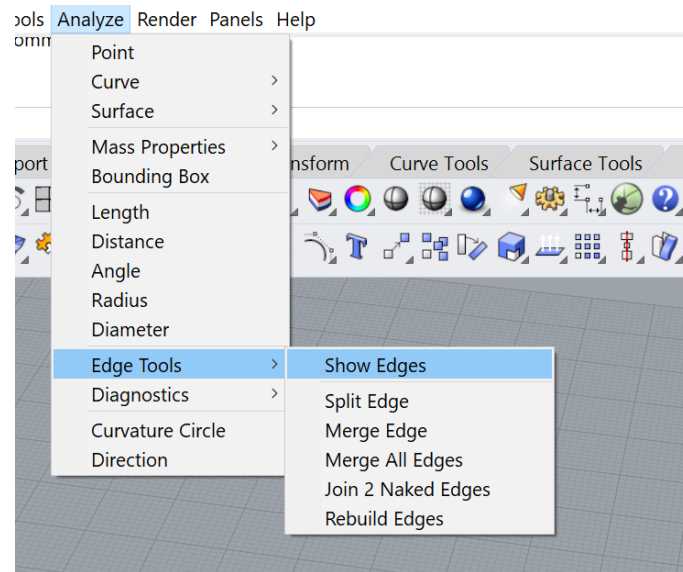 ools Analyze Render Panels Help
omm
Point
Curve
Surface
Mass Properties
Bounding Box
port
nsform Curve Tools Surface Tools
Length
Distance
Angle
Radius
Diameter
Edge Tools
Diagnostics
Curvature Circle
Direction
Show Edges
Split Edge
Merge Edge
Merge All Edges
Join 2 Naked Edges
Rebuild Edges